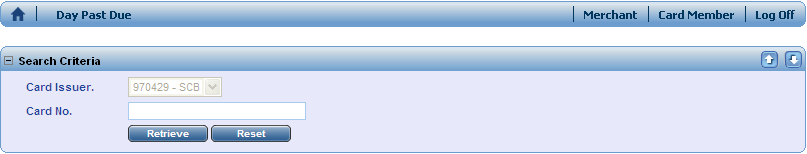 Day Past Due Merchant Card Member Log Off
Search Criteria
Card Issuer. 970429 - SCB
Card No.
Retrieve Reset